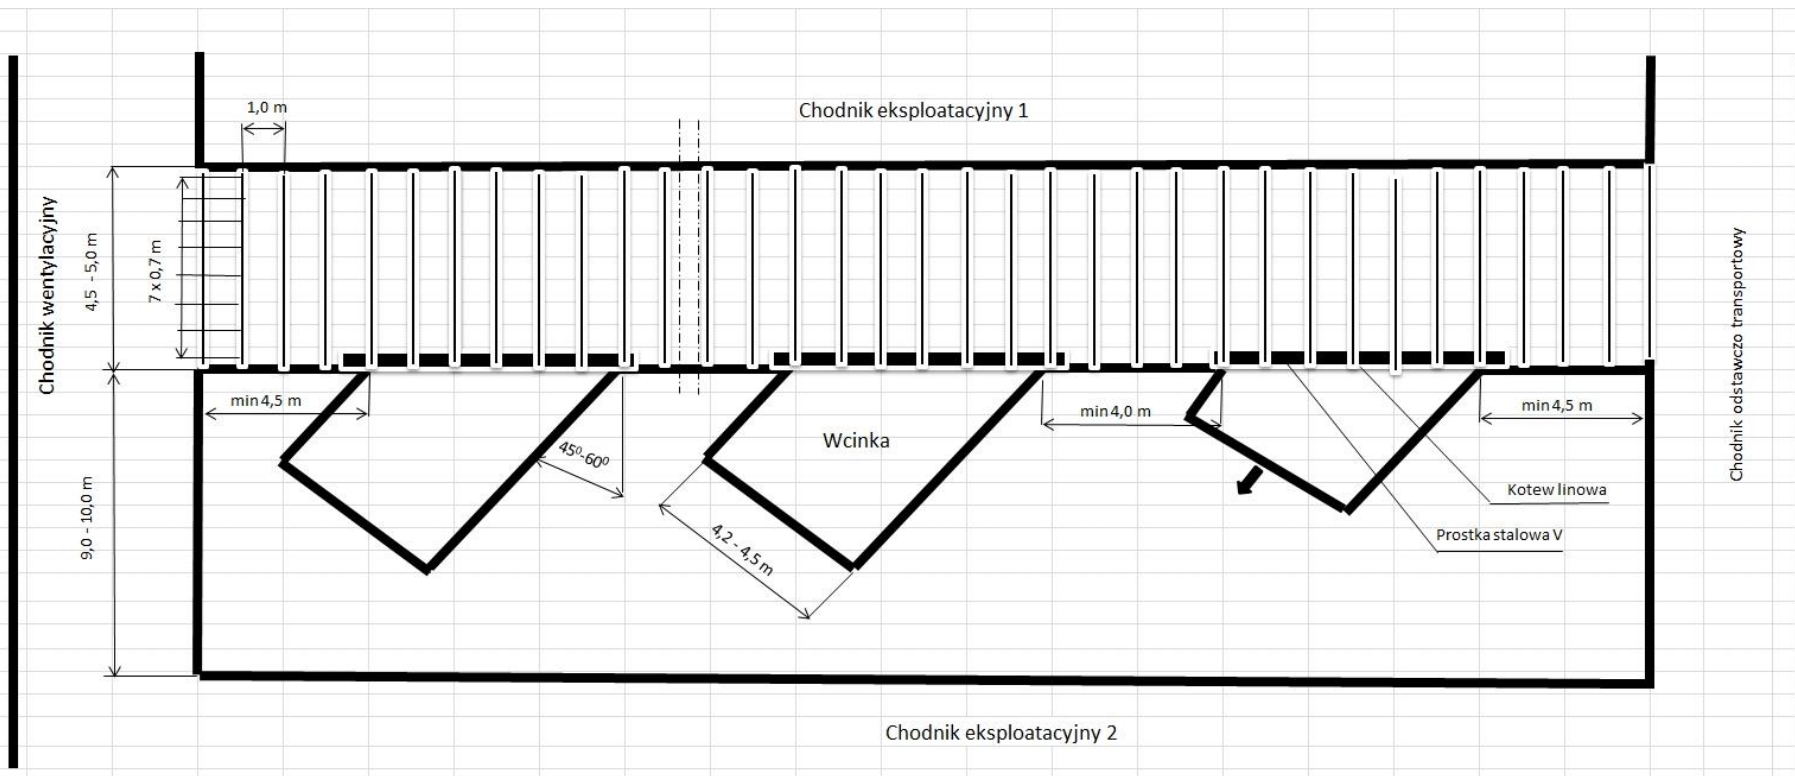 1,0 m
Chodnik eksploatacyjny 1
Chodnik wentylacyjny
4,5 - 5,0 m
7 x 0,7 m
Chodnik odstawczo transportowy
min 4,5 m
min 4,0 m
min 4,5 m
45⁰-60⁰
Wcinka
Kotew linowa
Prostka stalowa V
9,0 - 10,0 m
4,2 - 4,5 m
Chodnik eksploatacyjny 2